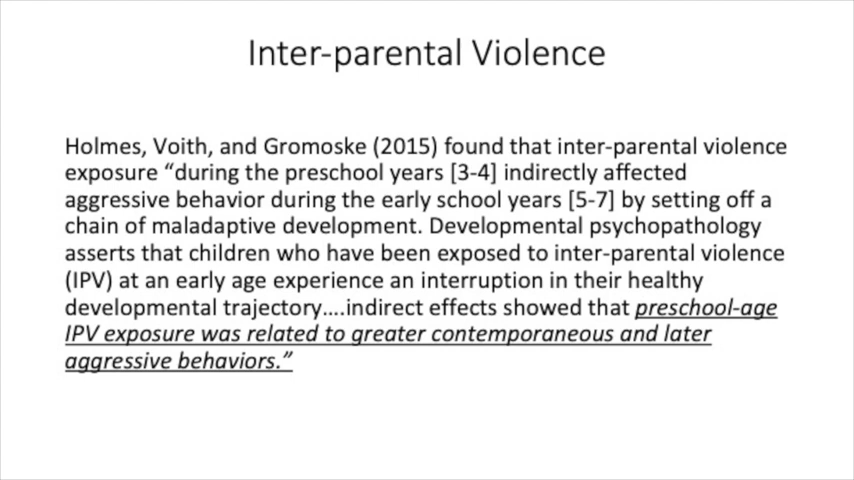 Inter-parental Violence
Holmes, Voith, and Gromoske (2015) found that inter-parental violence
exposure “during the preschool years [3-4] indirectly affected
aggressive behavior during the early school years [5-7] by setting off a
chain of maladaptive development. Developmental psychopathology
asserts that children who have been exposed to inter-parental violence
(IPV) at an early age experience an interruption in their healthy
developmental trajectory….indirect effects showed that preschool-age
IPV exposure was related to greater contemporaneous and later
aggressive behaviors.”